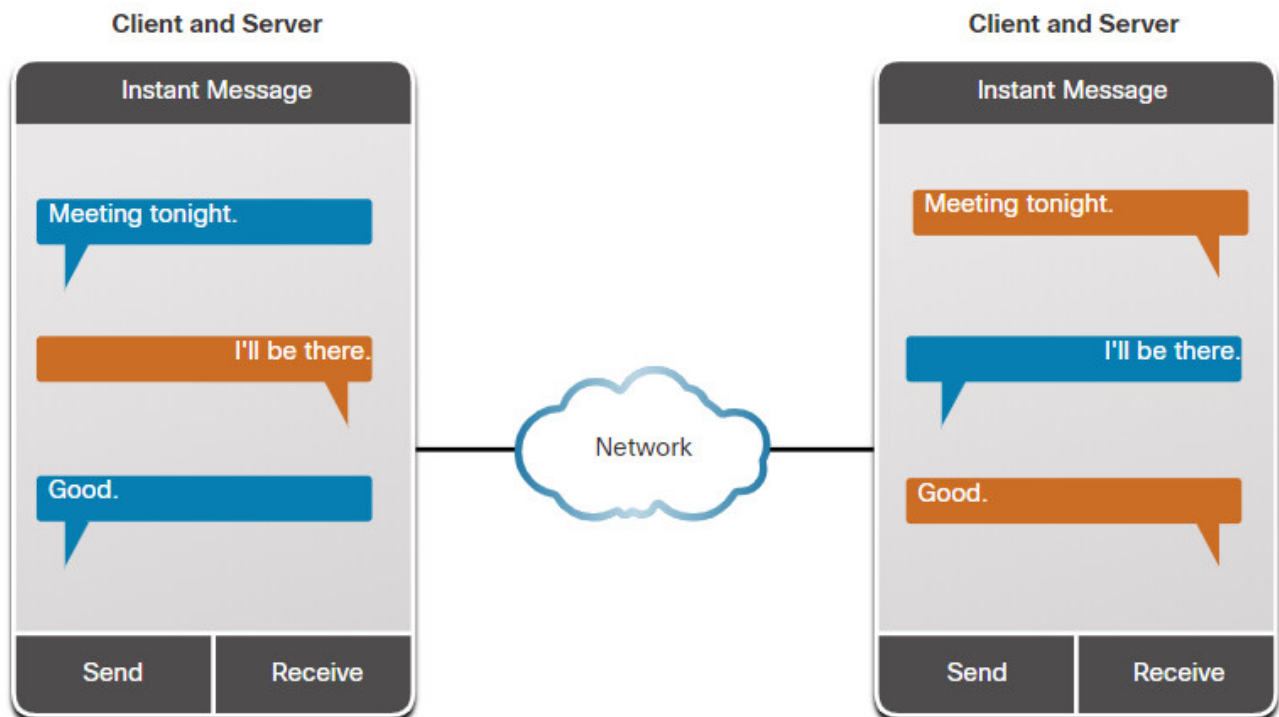 Client and Server
Instant Message
Meeting tonight.
I'll be there.
Good.
Send
Receive
Network
Client and Server
Instant Message
Meeting tonight.
I'll be there.
Good.
Send
Receive